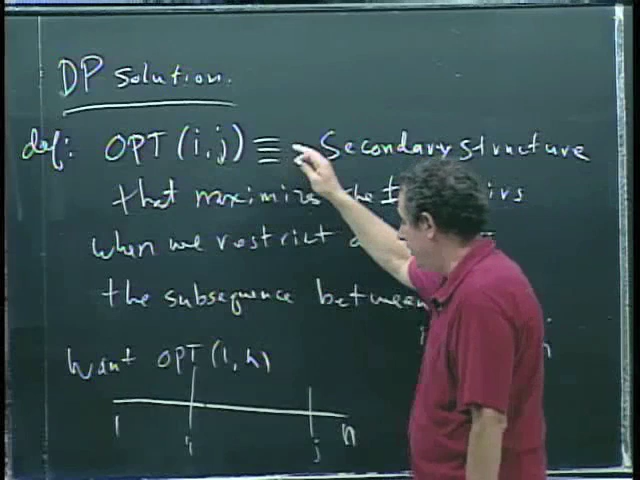 DP Solution.
def: OPT(i,j) ≡ Secondary structure
that maximizes the #
when we restrict
the subsequence between
Want OPT(1,n)
1 i j n